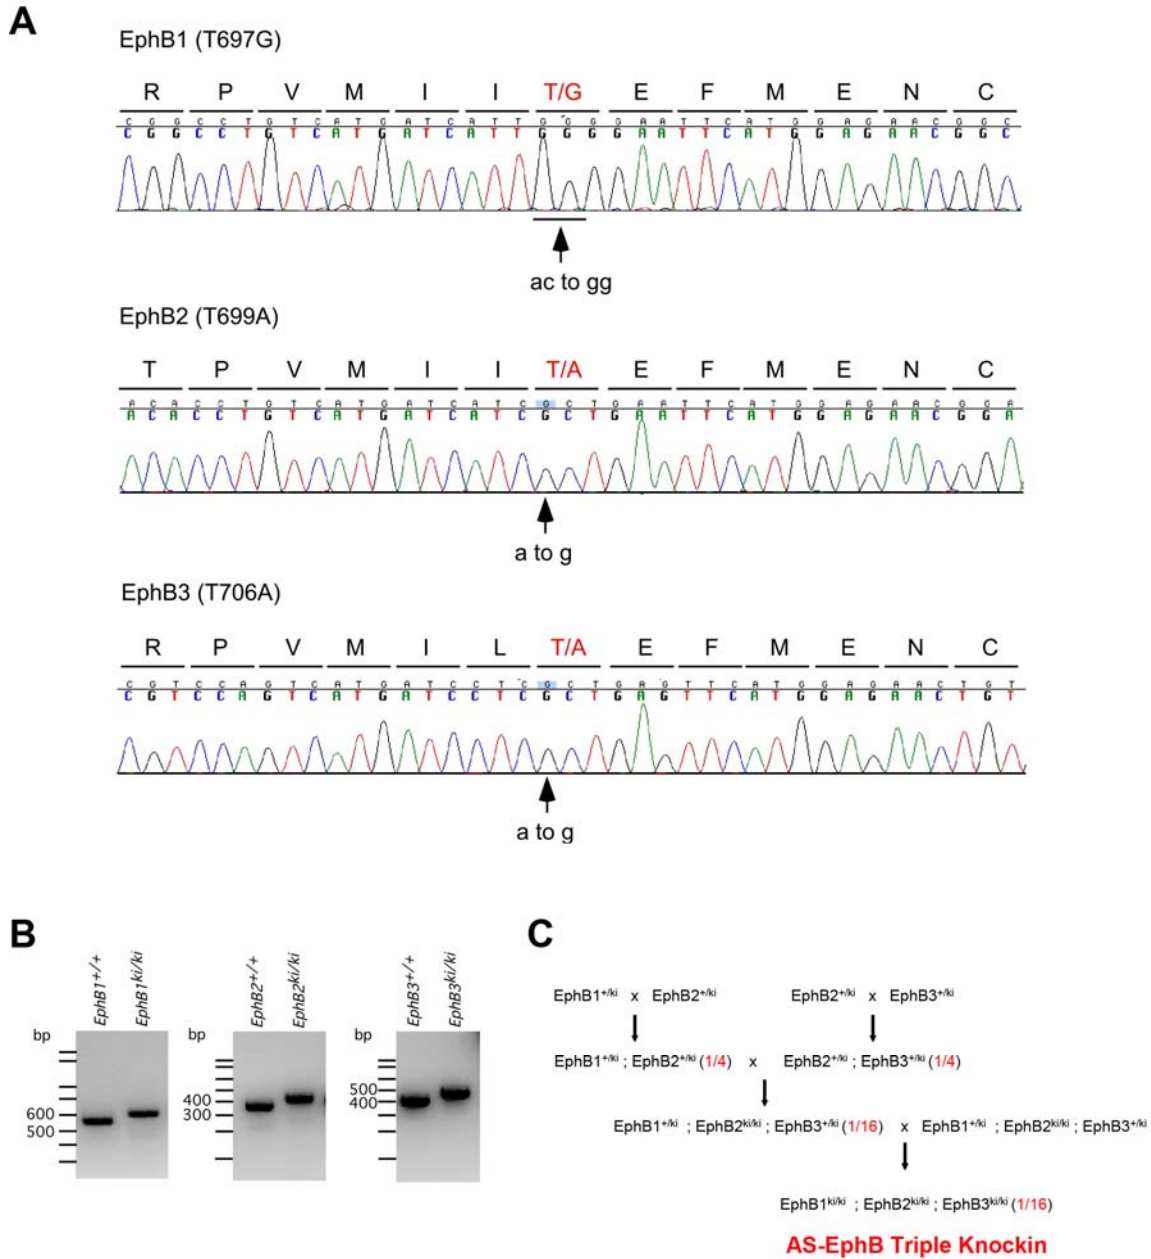 A
EphB1 (T697G)
R P V M I I T/G E F M E N C
C G G C C T G T C A T G A T C A T T G G G G A A T T C A T G G A G A A C G G C
C G G C C T G T C A T G A T C A T T G G G G A A T T C A T G G A G A A C G G C
ac to gg
EphB2 (T699A)
T P V M I I T/A E F M E N C
A C A C C T G T C A T G A T C A T C G C T G A A T T C A T G G A G A A C G G A
A C A C C T G T C A T G A T C A T C G C T G A A T T C A T G G A G A A C G G A
a to g
EphB3 (T706A)
R P V M I L T/A E F M E N C
C G T C C A G T C A T G A T C C T C G C T G A G T T C A T G G A G A A C T G T
C G T C C A G T C A T G A T C C T C G C T G A G T T C A T G G A G A A C T G T
a to g
B
EphB1+/+ EphB1ki/ki
bp
600
500
EphB2+/+ EphB2ki/ki
bp
400
300
EphB3+/+ EphB3ki/ki
bp
500
400
C
EphB1+/ki x EphB2+/ki EphB2+/ki x EphB3+/ki
EphB1+/ki ; EphB2+/ki (1/4) x EphB2+/ki ; EphB3+/ki (1/4)
EphB1+/ki ; EphB2ki/ki ; EphB3+/ki (1/16) x EphB1+/ki ; EphB2ki/ki ; EphB3+/ki
EphB1ki/ki ; EphB2ki/ki ; EphB3ki/ki (1/16)
AS-EphB Triple Knockin